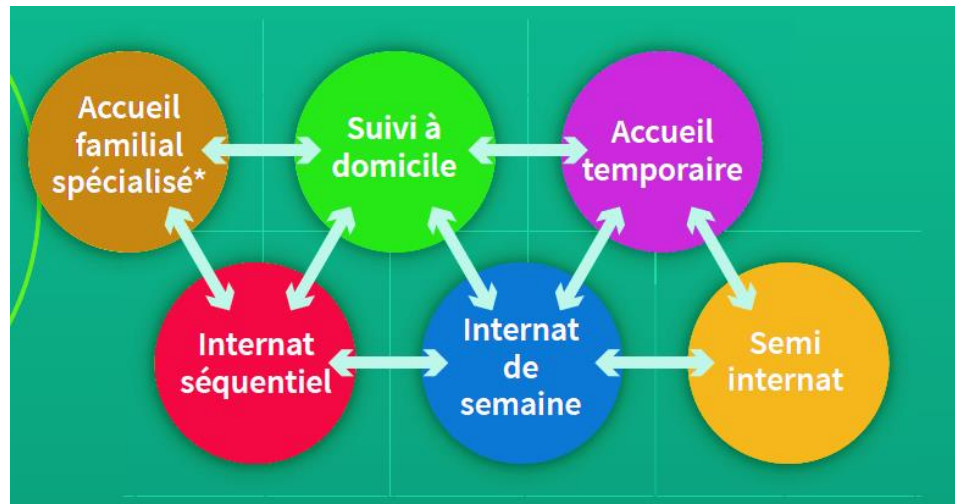 Accueil
familial
spécialisé*
Suivi à
domicile
Accueil
temporaire
Internat
séquentiel
Internat
de
semaine
Semi
internat